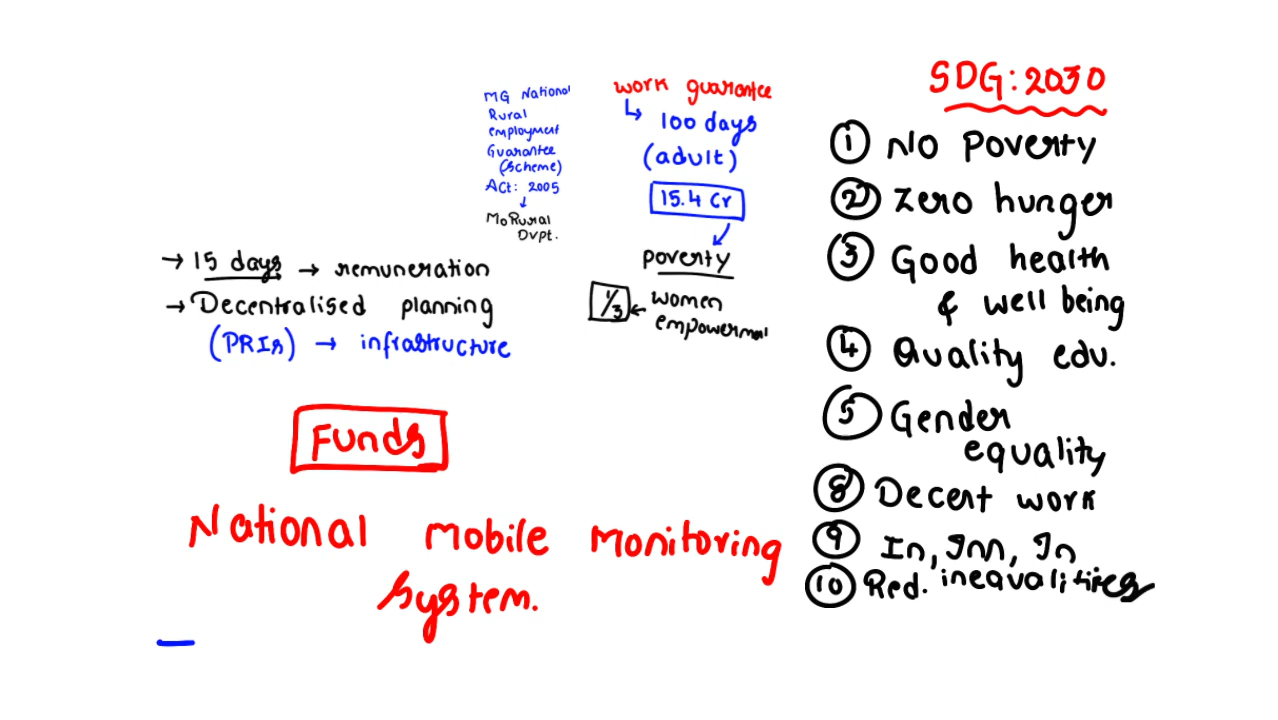 MG National
Rural
employment
Guarantee
(Scheme)
Act: 2005
↓
MoRural
Dvpt.
work guarantee
↳ 100 days
(adult)
15.4 Cr
poverty
1/3 ← women
empowerment
→ 15 days → remuneration
→ Decentralised planning
(PRIs) → infrastructure
Funds
National Mobile Monitoring
System.
SDG: 2030
① No Poverty
② Zero hunger
③ Good health
& well being
④ Quality edu.
⑤ Gender
equality
⑧ Decent work
⑨ In, Inn, In
⑩ Red. inequalities